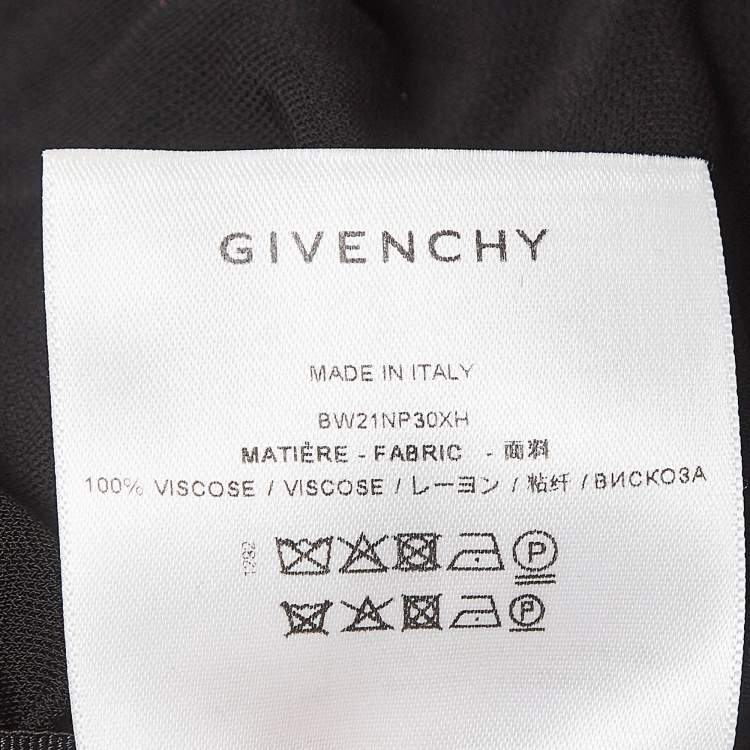 GIVENCHY
MADE IN ITALY
BW21NP30XH
MATIÈRE - FABRIC - 面料
100% VISCOSE / VISCOSE / レーヨン / 粘纤 / ВИСКОЗА
1292
P
P